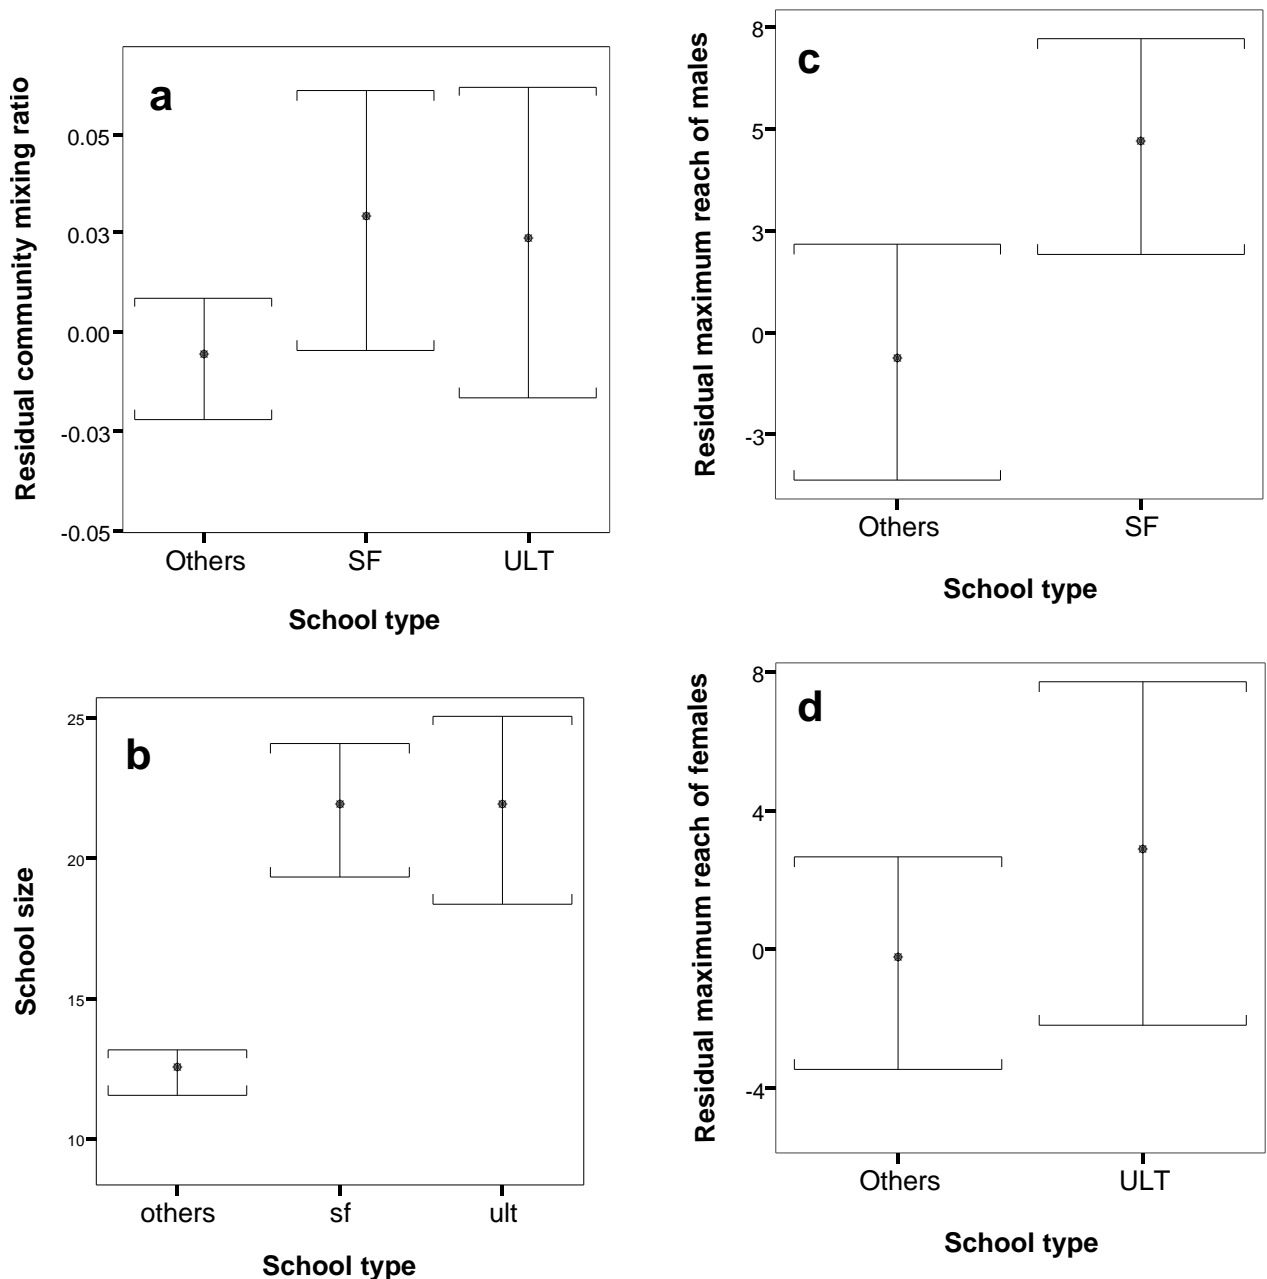 a
Residual community mixing ratio
0.05
0.03
0.00
-0.03
-0.05
Others SF ULT
School type
c
Residual maximum reach of males
8
5
3
0
-3
Others SF
School type
b
School size
25
20
15
10
others sf ult
School type
d
Residual maximum reach of females
8
4
0
-4
Others ULT
School type